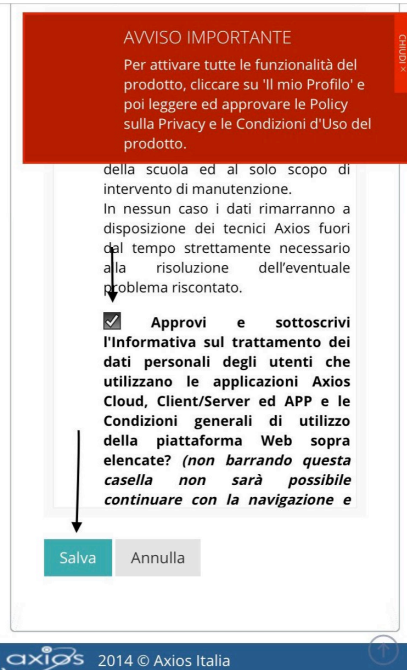 AVVISO IMPORTANTE
Per attivare tutte le funzionalità del
prodotto, cliccare su 'Il mio Profilo' e
poi leggere ed approvare le Policy
sulla Privacy e le Condizioni d'Uso del
prodotto.
CHIUDI ×
della scuola ed al solo scopo di
intervento di manutenzione.
In nessun caso i dati rimarranno a
disposizione dei tecnici Axios fuori
dal tempo strettamente necessario
alla risoluzione dell'eventuale
problema riscontato.
Approvi e sottoscrivi
l'Informativa sul trattamento dei
dati personali degli utenti che
utilizzano le applicazioni Axios
Cloud, Client/Server ed APP e le
Condizioni generali di utilizzo
della piattaforma Web sopra
elencate? (non barrando questa
casella non sarà possibile
continuare con la navigazione e
Salva Annulla
axios 2014 © Axios Italia